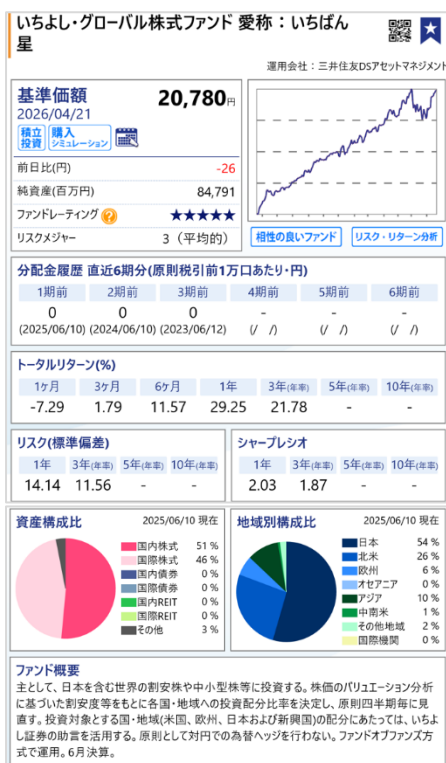 いちよし・グローバル株式ファンド 愛称：いちばん
星
運用会社：三井住友DSアセットマネジメント
基準価額
20,780円
2026/04/21
積立
投資
購入
シミュレーション
前日比(円) -26
純資産(百万円) 84,791
ファンドレーティング ? ★★★★★
リスクメジャー 3（平均的）
相性の良いファンド
リスク・リターン分析
分配金履歴 直近6期分(原則税引前1万口あたり・円)
1期前 2期前 3期前 4期前 5期前 6期前
0 0 0 - - -
(2025/06/10) (2024/06/10) (2023/06/12) (/ /) (/ /) (/ /)
トータルリターン(%)
1ヶ月 3ヶ月 6ヶ月 1年 3年(年率) 5年(年率) 10年(年率)
-7.29 1.79 11.57 29.25 21.78 - -
リスク(標準偏差)
1年 3年(年率) 5年(年率) 10年(年率)
14.14 11.56 - -
シャープレシオ
1年 3年(年率) 5年(年率) 10年(年率)
2.03 1.87 - -
資産構成比 2025/06/10 現在
国内株式 51 %
国際株式 46 %
国内債券 0 %
国際債券 0 %
国内REIT 0 %
国際REIT 0 %
その他 3 %
地域別構成比 2025/06/10 現在
日本 54 %
北米 26 %
欧州 6 %
オセアニア 0 %
アジア 10 %
中南米 1 %
その他地域 2 %
国際機関 0 %
ファンド概要
主として、日本を含む世界の割安株や中小型株等に投資する。株価のバリュエーション分析
に基づいた割安度等をもとに各国・地域への投資配分比率を決定し、原則四半期毎に見
直す。投資対象とする国・地域(米国、欧州、日本および新興国)の配分にあたっては、いちよ
し証券の助言を活用する。原則として対円での為替ヘッジを行わない。ファンドオブファンズ方
式で運用。6月決算。